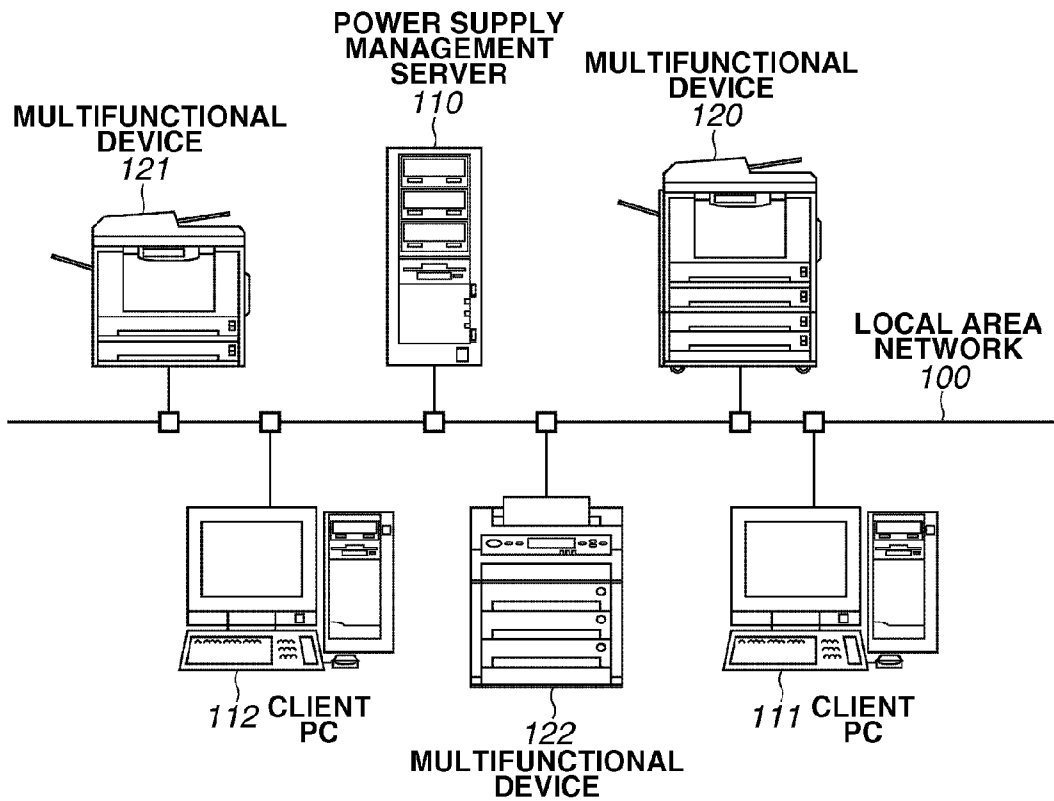 POWER SUPPLY
MANAGEMENT
SERVER
110
MULTIFUNCTIONAL
DEVICE
120
MULTIFUNCTIONAL
DEVICE
121
LOCAL AREA
NETWORK
100
112 CLIENT
PC
122
MULTIFUNCTIONAL
DEVICE
111 CLIENT
PC